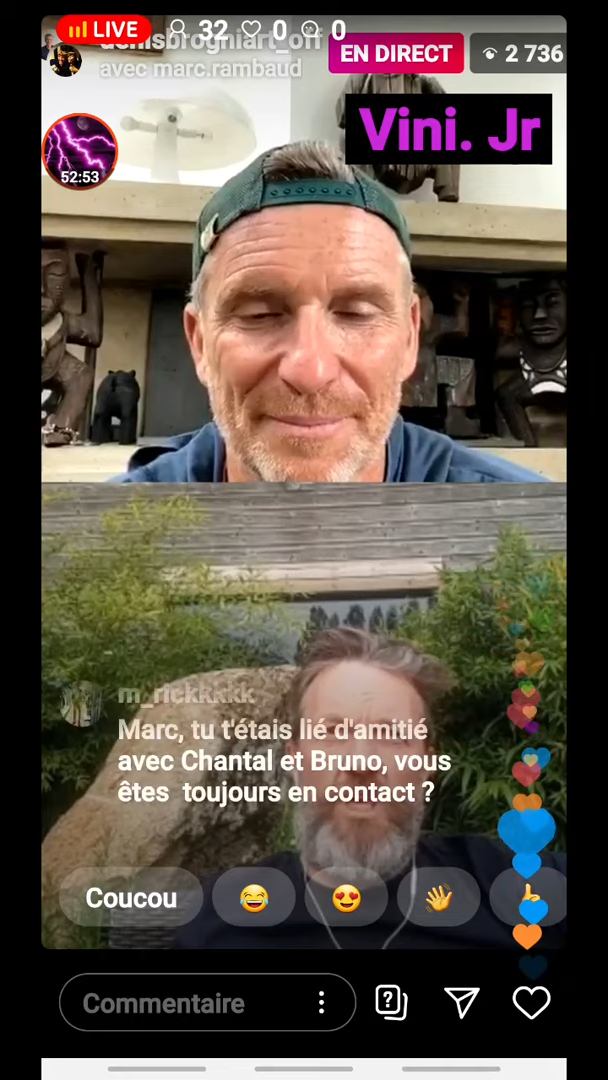 LIVE 32 0 0
denisbrogniart_off
avec marc.rambaud
EN DIRECT
2 736
Vini. Jr
52:53
m_rickkkkk
Marc, tu t'étais lié d'amitié
avec Chantal et Bruno, vous
êtes toujours en contact ?
Coucou
Commentaire